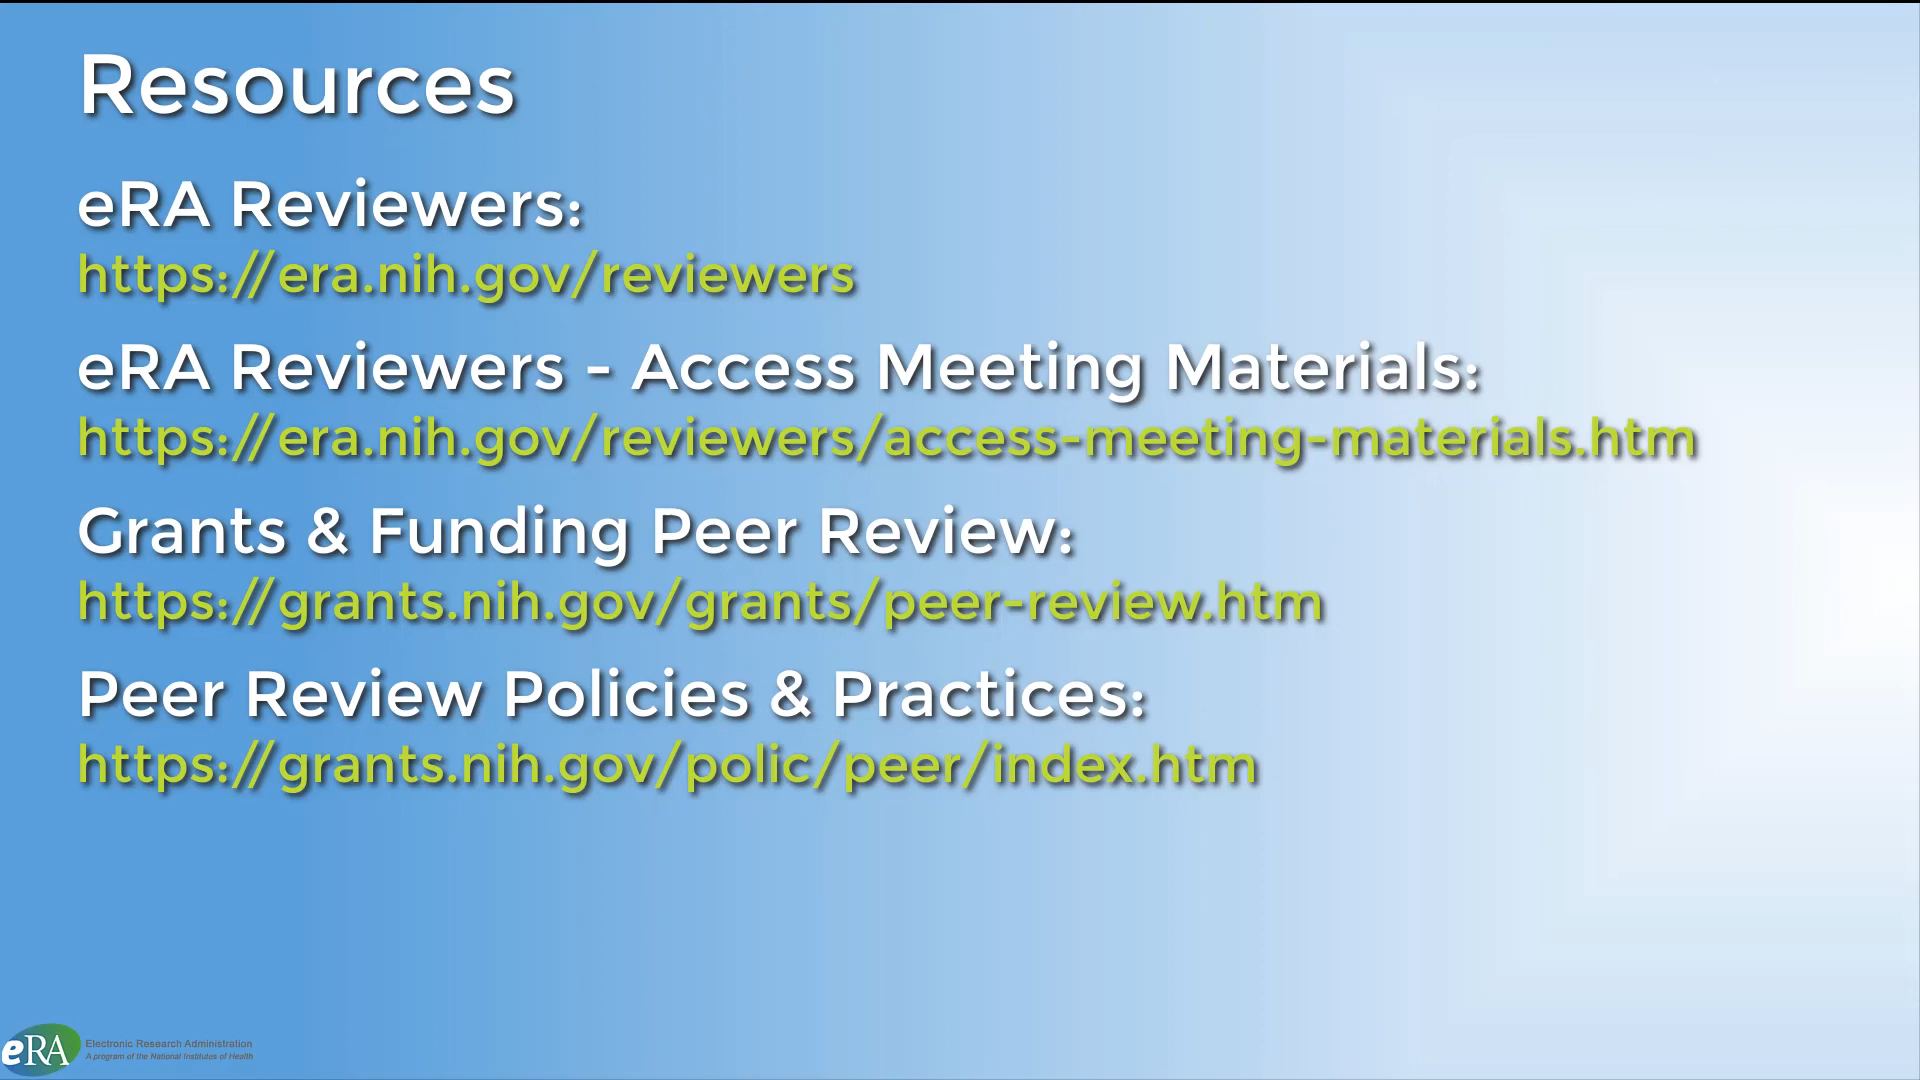 Resources
eRA Reviewers:
https://era.nih.gov/reviewers
eRA Reviewers - Access Meeting Materials:
https://era.nih.gov/reviewers/access-meeting-materials.htm
Grants & Funding Peer Review:
https://grants.nih.gov/grants/peer-review.htm
Peer Review Policies & Practices:
https://grants.nih.gov/polic/peer/index.htm
eRA
Electronic Research Administration
A program of the National Institutes of Health